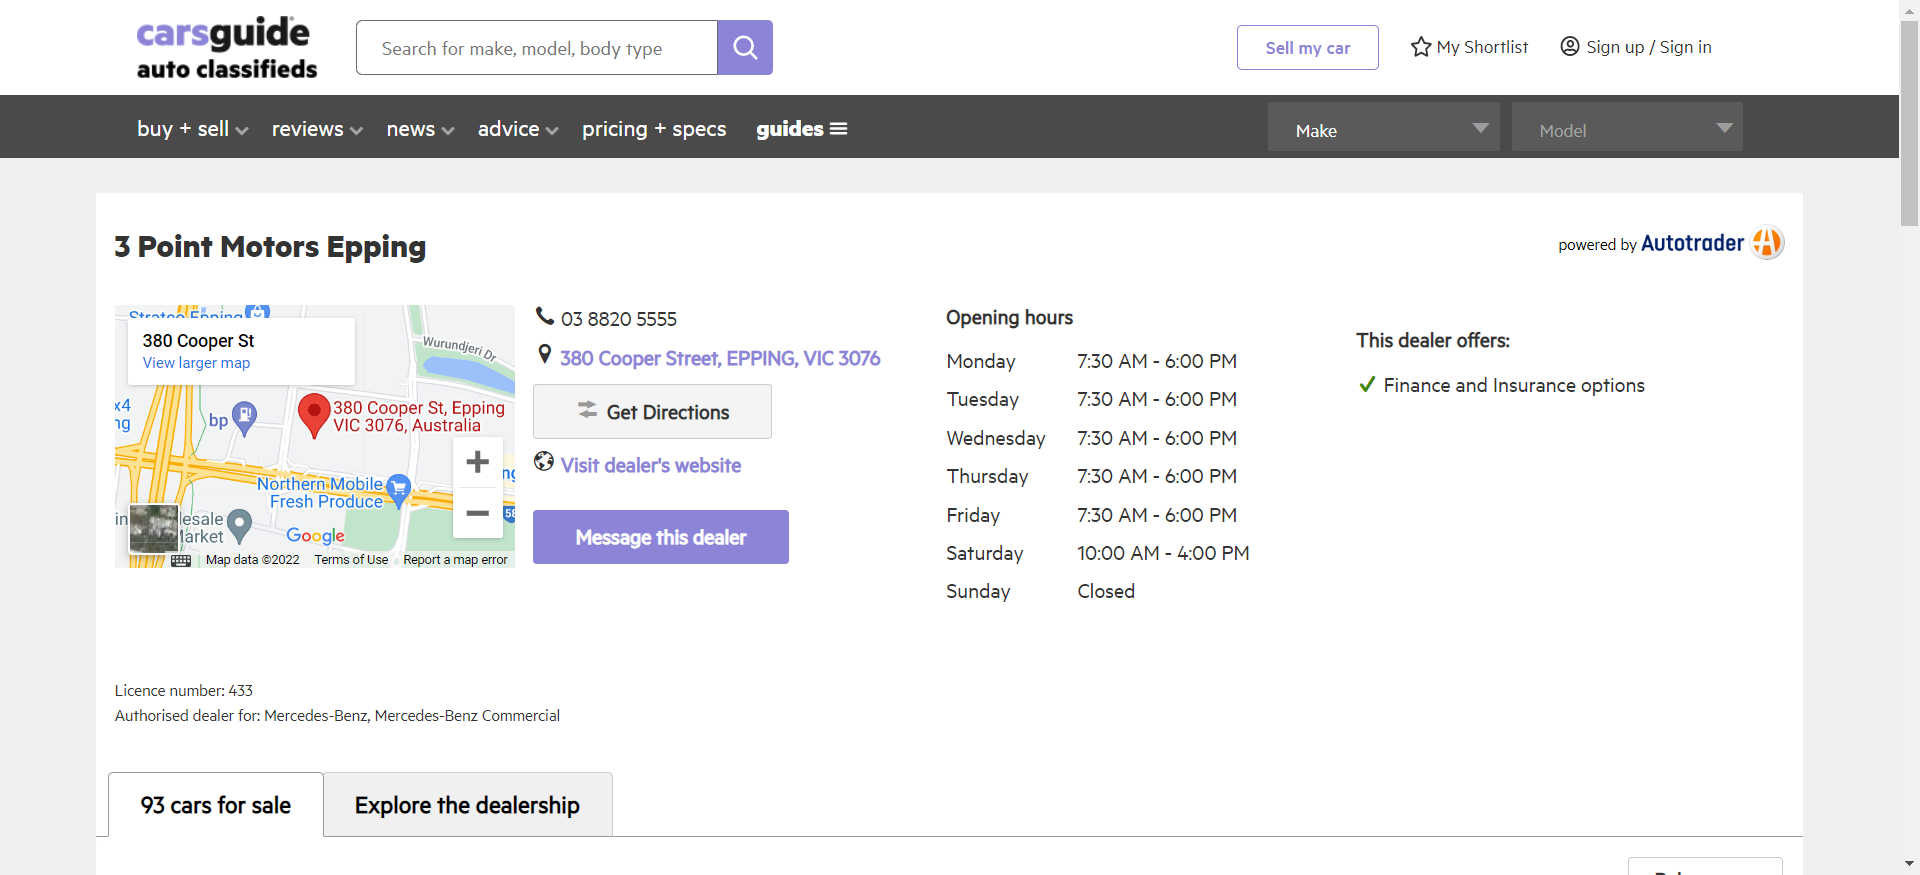 carsguide
auto classifieds
Search for make, model, body type
Sell my car
My Shortlist
Sign up / Sign in
buy + sell
reviews
news
advice
pricing + specs
guides
Make
Model
3 Point Motors Epping
powered by Autotrader
380 Cooper St
View larger map
Wurundjeri Dr
x4
bp
380 Cooper St, Epping
VIC 3076, Australia
Northern Mobile
Fresh Produce
Google
Map data ©2022
Terms of Use
Report a map error
03 8820 5555
380 Cooper Street, EPPING, VIC 3076
Get Directions
Visit dealer's website
Message this dealer
Opening hours
Monday 7:30 AM - 6:00 PM
Tuesday 7:30 AM - 6:00 PM
Wednesday 7:30 AM - 6:00 PM
Thursday 7:30 AM - 6:00 PM
Friday 7:30 AM - 6:00 PM
Saturday 10:00 AM - 4:00 PM
Sunday Closed
This dealer offers:
Finance and Insurance options
Licence number: 433
Authorised dealer for: Mercedes-Benz, Mercedes-Benz Commercial
93 cars for sale
Explore the dealership